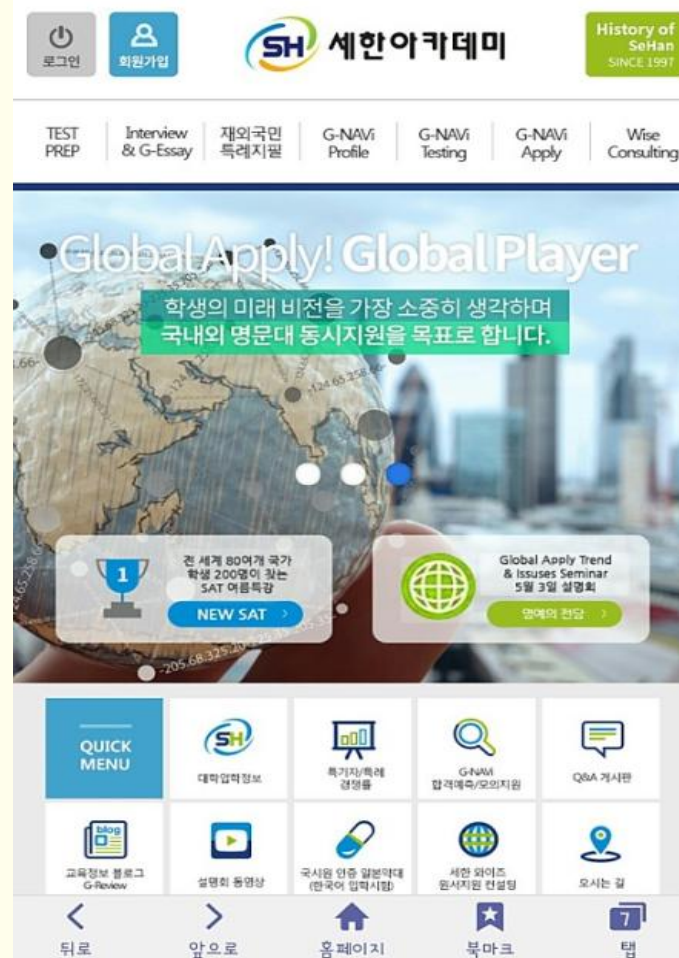 로그인
회원가입
SH 세한아카데미
History of
SeHan
SINCE 1997
TEST
PREP
Interview
& G-Essay
재외국민
특례지필
G-NAVi
Profile
G-NAVi
Testing
G-NAVi
Apply
Wise
Consulting
Global Apply! Global Player
학생의 미래 비전을 가장 소중히 생각하며
국내외 명문대 동시지원을 목표로 합니다.
1
전 세계 80여개 국가
학생 200명이 찾는
SAT 여름특강
NEW SAT >
Global Apply Trend
& Issuses Seminar
5월 3일 설명회
명예의 전당 >
-124.65.258.66-
-205.68.325.20-
QUICK
MENU
SH
대학입학정보
특기자/특례
경쟁률
G-NAVi
합격예측/모의지원
Q&A 게시판
blog
교육정보 블로그
G-Review
설명회 동영상
국시원 인증 일본약대
(한국어 입학시험)
세한 와이즈
원서지원 컨설팅
오시는 길
뒤로
앞으로
홈페이지
북마크
7
탭